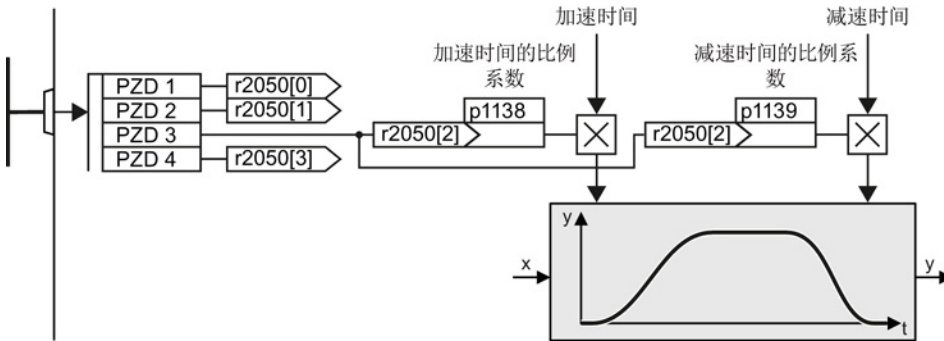 加速时间
减速时间
加速时间的比例
系数
减速时间的比例系
数
PZD 1
r2050[0]
PZD 2
r2050[1]
PZD 3
r2050[2]
p1138
r2050[2]
p1139
PZD 4
r2050[3]
y
x
y
t